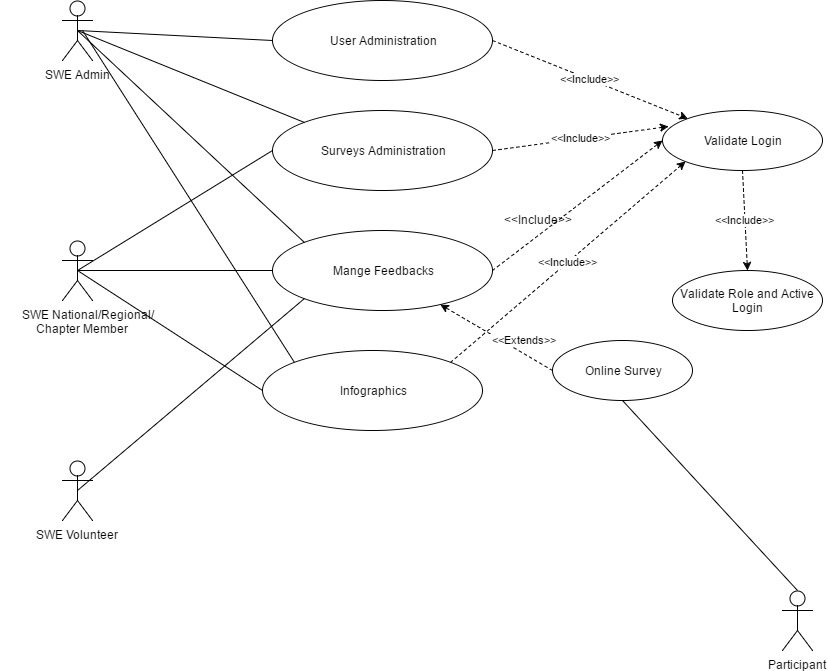 User Administration
SWE Admin
<<Include>>
Surveys Administration
<<Include>>
Validate Login
<<Include>>
<<Include>>
<<Include>>
Mange Feedbacks
Validate Role and Active
Login
SWE National/Regional/
Chapter Member
<<Extends>>
Online Survey
Infographics
SWE Volunteer
Participant